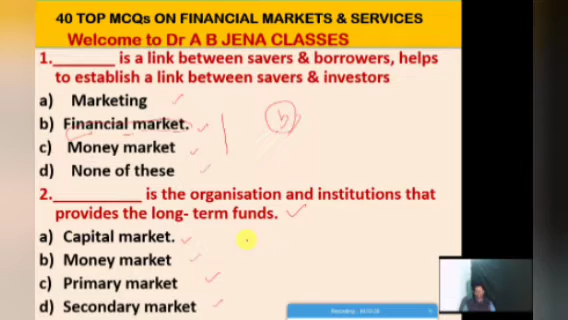 40 TOP MCQs ON FINANCIAL MARKETS & SERVICES
Welcome to Dr A B JENA CLASSES
1.______ is a link between savers & borrowers, helps
to establish a link between savers & investors
a) Marketing
b) Financial market.
c) Money market
d) None of these
b
2._________ is the organisation and institutions that
provides the long- term funds.
a) Capital market.
b) Money market
c) Primary market
d) Secondary market